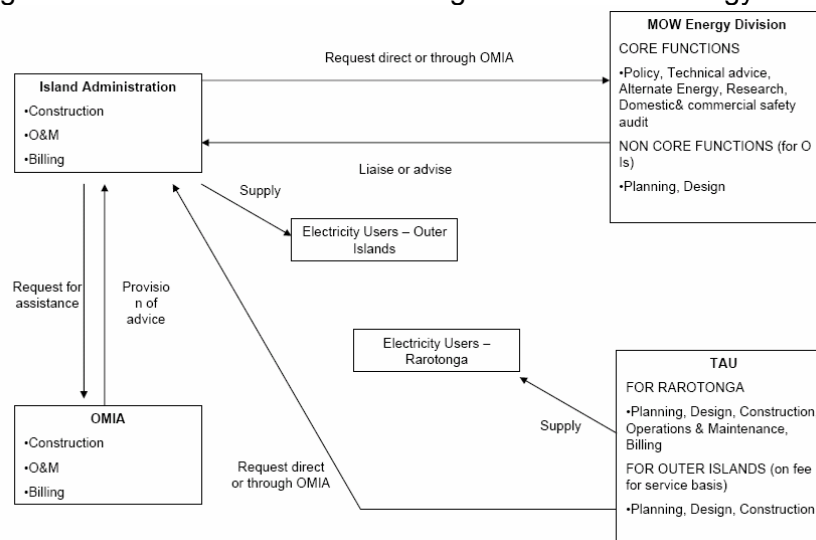 MOW Energy Division
CORE FUNCTIONS
•Policy, Technical advice,
Alternate Energy, Research,
Domestic& commercial safety
audit
NON CORE FUNCTIONS (for O
Is)
•Planning, Design
Request direct or through OMIA
Island Administration
•Construction
•O&M
•Billing
Liaise or advise
Supply
Electricity Users – Outer
Islands
Request for
assistance
Provisio
n of
advice
Electricity Users –
Rarotonga
TAU
FOR RAROTONGA
•Planning, Design, Construction
Operations & Maintenance,
Billing
FOR OUTER ISLANDS (on fee
for service basis)
•Planning, Design, Construction
Supply
OMIA
•Construction
•O&M
•Billing
Request direct
or through OMIA